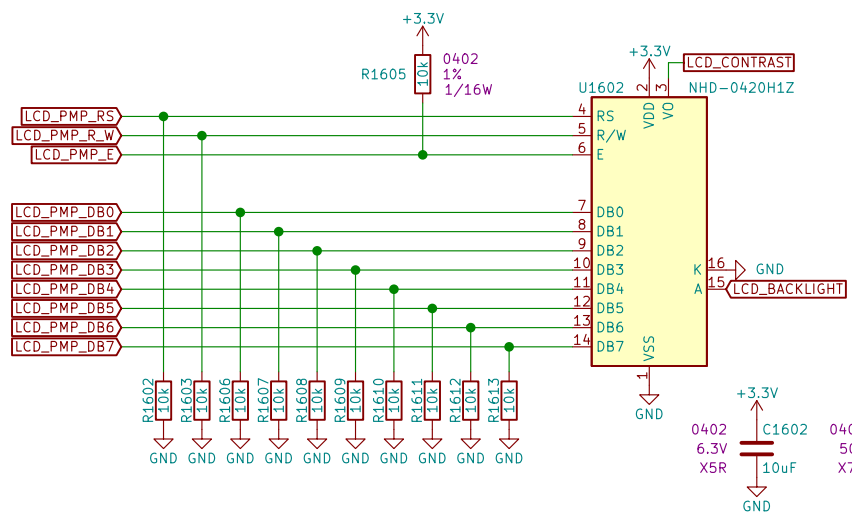 +3.3V
R1605
10k
0402
1%
1/16W
+3.3V
LCD_CONTRAST
U1602
NHD-0420H1Z
2
3
VDD
VO
LCD_PMP_RS
4
RS
LCD_PMP_R_W
5
R/W
LCD_PMP_E
6
E
LCD_PMP_DB0
7
DB0
LCD_PMP_DB1
8
DB1
LCD_PMP_DB2
9
DB2
LCD_PMP_DB3
10
DB3
K
16
GND
LCD_PMP_DB4
11
DB4
A
15
LCD_BACKLIGHT
LCD_PMP_DB5
12
DB5
LCD_PMP_DB6
13
DB6
LCD_PMP_DB7
14
DB7
VSS
1
GND
R1602
10k
R1603
10k
R1606
10k
R1607
10k
R1608
10k
R1609
10k
R1610
10k
R1611
10k
R1612
10k
R1613
10k
GND
GND
GND
GND
GND
GND
GND
GND
GND
GND
+3.3V
0402
6.3V
X5R
C1602
10uF
GND